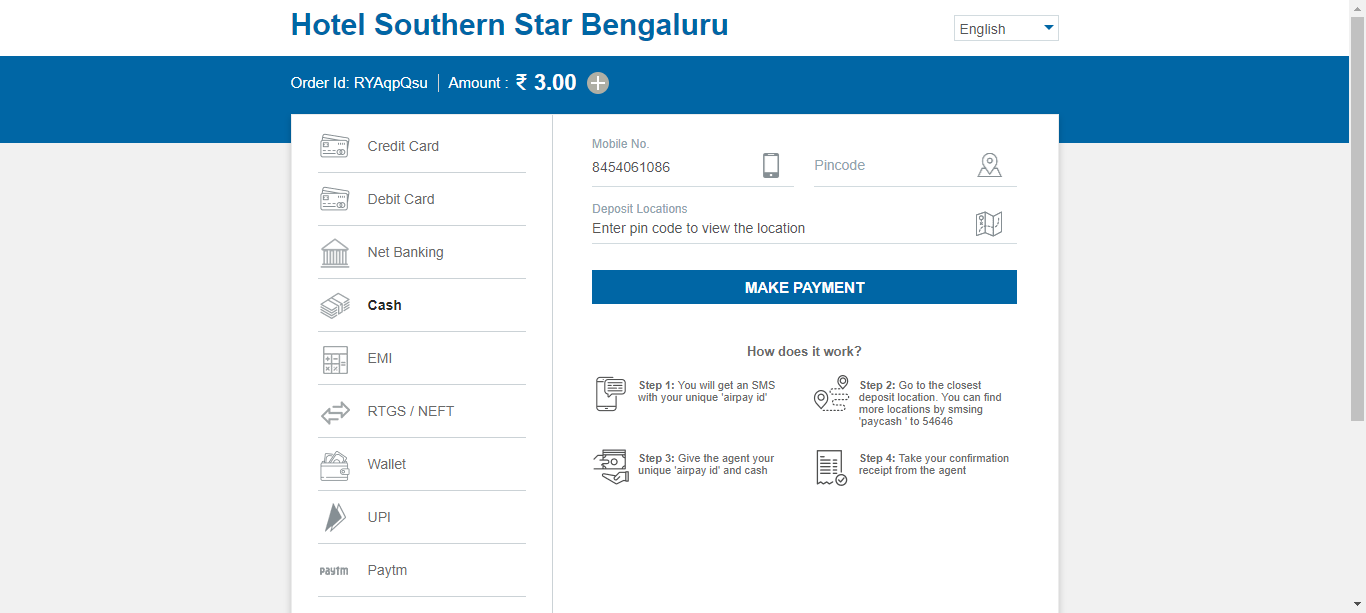 Hotel Southern Star Bengaluru
English
Order Id: RYAqpQsu | Amount : ₹ 3.00
Credit Card
Debit Card
Net Banking
Cash
EMI
RTGS / NEFT
Wallet
UPI
paytm Paytm
Mobile No.
8454061086
Pincode
Deposit Locations
Enter pin code to view the location
MAKE PAYMENT
How does it work?
Step 1: You will get an SMS
with your unique 'airpay id'
Step 2: Go to the closest
deposit location. You can find
more locations by smsing
'paycash ' to 54646
Step 3: Give the agent your
unique 'airpay id' and cash
Step 4: Take your confirmation
receipt from the agent